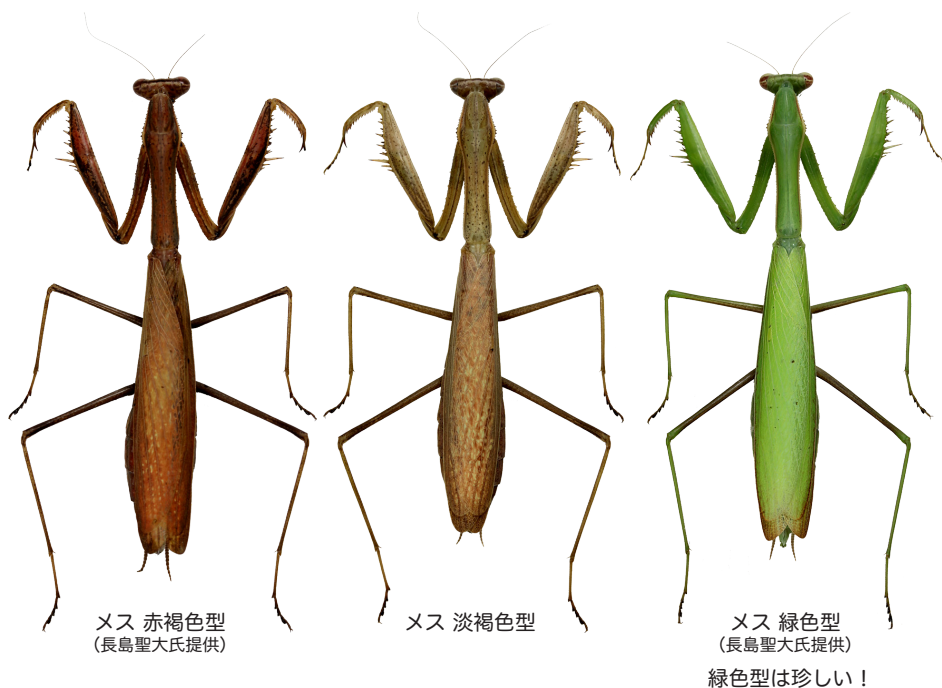 メス 赤褐色型
（長島聖大氏提供）
メス 淡褐色型
メス 緑色型
（長島聖大氏提供）
緑色型は珍しい！